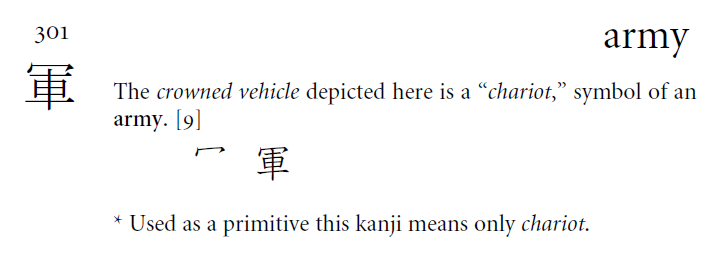 301 army
軍
The crowned vehicle depicted here is a “chariot,” symbol of an
army. [9]
冖 軍
* Used as a primitive this kanji means only chariot.